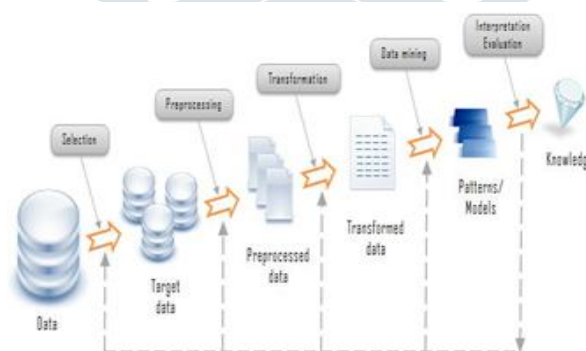 Interpretation
Evaluation
Data mining
Transformation
Preprocessing
Selection
Knowledg
Patterns/
Models
Transformed
data
Preprocessed
data
Target
data
Data